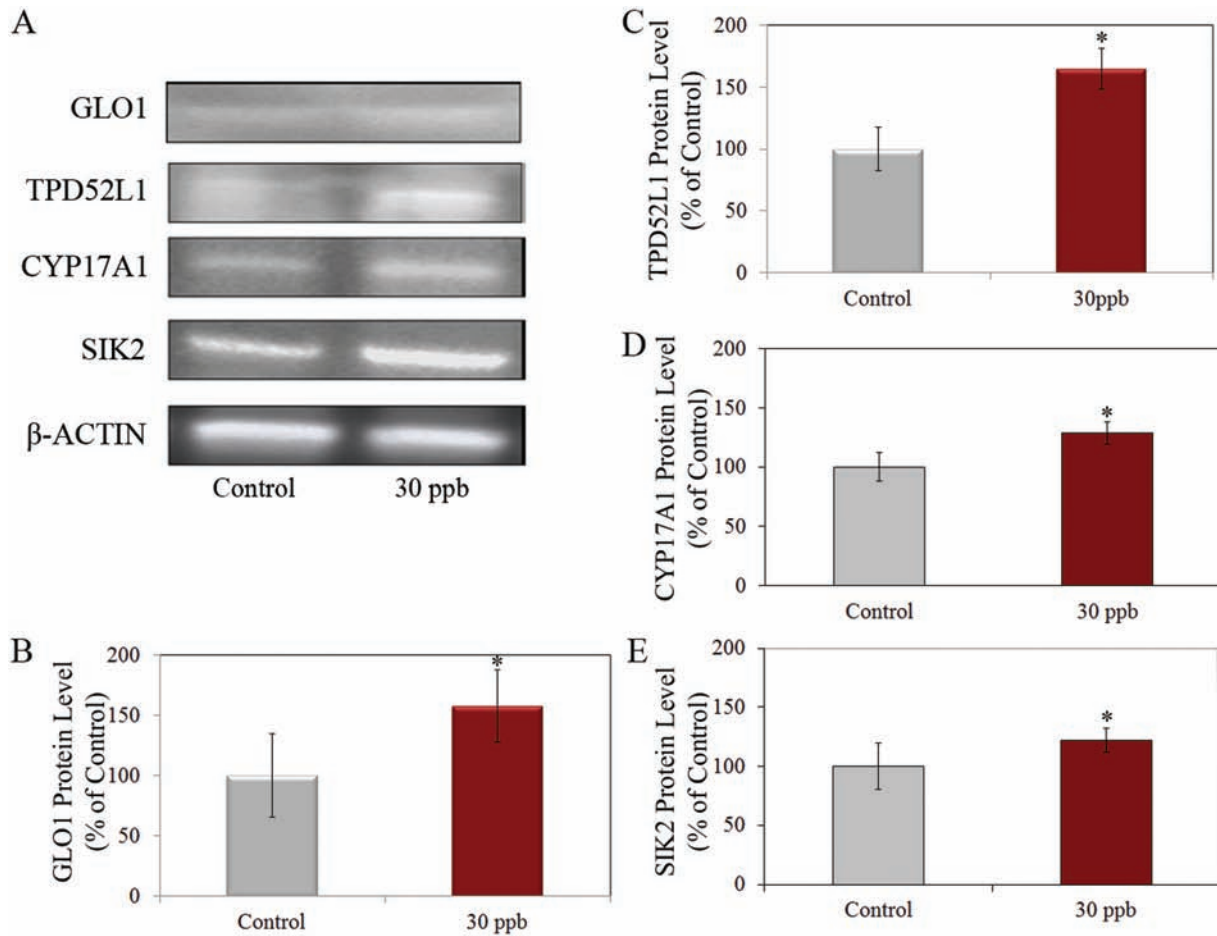 A
GLO1
TPD52L1
CYP17A1
SIK2
β-ACTIN
Control 30 ppb
B
GLO1 Protein Level
(% of Control)
200
150
100
50
0
*
Control 30 ppb
C
TPD52L1 Protein Level
(% of Control)
200
150
100
50
0
*
Control 30ppb
D
CYP17A1 Protein Level
(% of Control)
200
150
100
50
0
*
Control 30 ppb
E
SIK2 Protein Level
(% of Control)
200
150
100
50
0
*
Control 30 ppb